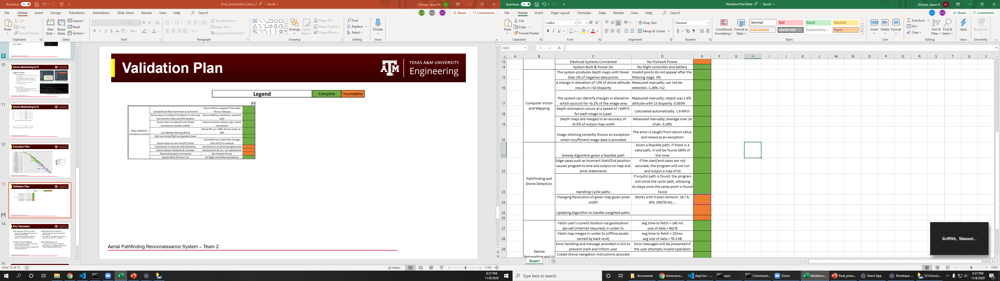 AutoSave On
final_presentation_team_2 - Saved
Gilman, Jason A GJ
File Home Insert Design Transitions Animations Slide Show Review View Help Search
DW MG MJ Share Comments
Paste Cut Copy Format Painter
Clipboard
New Slide Reuse Slides Layout Reset Section
Slides
12
Font
Text Direction Align Text Convert to SmartArt
Paragraph
Arrange Quick Styles Shape Fill Shape Outline Shape Effects
Drawing
Find Replace Select
Editing
Dictate
Voice
10
Device Networking & UI
11
Device Networking & UI
12
Execution Plan
13
Validation Plan
14
Key Takeaways
Data Collection & Drone Control
Pathfinding & Drone Detection
Computer Vision & Mapping
Device Networking & UI
15
Validation Plan
TEXAS A&M UNIVERSITY
Engineering
Legend Complete Incomplete
Data Collection and Drone Control
Aerial Drone flies from Point A to Point B
Drone follows waypoint from data file w/ interups
Drone stops at midpoint locations on the map and records video and GPS location
Drone Stablize, autofocus, record & save
Drone does not takeoff with failed connection/ prearm checks
Failure to lauch without udp / serial connection
Low Battery Warning & Exit
Drone RTL on < 40%; Drone Lands on < 30%
Add wp during flight and guided travel
Drone stops at user shutoff switch
Controller has switch that changes from AUTO to manual
Land Drone Functional with Directions
Land drone is built and programmed
Drone detects obstacles & Avoides
Dectection 0.05-3m, not operational
Electrical Systems Connected
No Pixhawk Power
System Built & Power On
No flight controller and battery
Aerial Pathfinding Reconnaissance System – Team 2
Slide 13 of 15
Notes
114%
6:37 PM
11/8/2020
AutoSave On
ValidationPlanTable - Saved
Gilman, Jason A GJ
File Home Insert Page Layout Formulas Data Review View Help Search
MJ MG Share Comments
Paste Cut Copy Format Painter
Clipboard
Calibri 11
Font
Wrap Text
Merge & Center
Alignment
General
Number
Conditional Formatting Format as Table
Normal Bad Good Neutral
Calculation Check Cell Explanatory ... Input
Styles
Insert Delete Format
Cells
AutoSum Fill Clear
Sort & Filter Find & Select
Editing
Ideas
Ideas
Sensitivity
Sensitivity
H21
A B C D E F G H I J K L M N O P Q R S T U V
13 Electrical Systems Connected No Pixhawk Power
14 System Built & Power On No flight controller and battery
Computer Vision and Mapping
15 The system produces depth maps with fewer than 1% of negative data points
Invalid points do not appear after the filtering stage. 0%
16 A change in elevation of <2% of drone altitude results in >10 disparity
Measured manually; can not be detected. 1.26%->12
17 The system can identify changes in elevation which account for <0.1% of the image area
Measured manually; object was 1.6% altitude with 15 disparity. 0.003%
18 Depth estimation occurs at a speed of >1MP/s for each image in a pair
Calculated automatically. 1.6 MP/s
19 Depth maps are merged to an accuracy of <0.5% of output map width
Measured manually; average over 14 trials. 0.26%
20 Image stitching correctly throws an exception when insufficient image data is provided
The error is caught from return value and raised as an exception
Pathfinding and Drone Detection
21 Greedy Algorithm given a feasible path
Given a feasible path, if there is a valid path, it will be found 100% of the time
22 Edge cases such as Incorrect Start/End position causes program to end and output no map and error statements
If the start/end cases are not accurate, the program will not run and output a map of 0s
23 Handling Cyclic paths
If a cyclic path is found, the program will solve the cyclic path, retracing its steps once the same point is found twice
24 Changing Resolution of given map given pixel width
Works with 0 even division. 16 / 4, 8/4, 100/50 etc...
25 Updating Algorithm to handle weighted paths
26
Device Networking and UI
27 Fetch user's current location via geolocation api call (internet required) in under 5s
avg time to fetch = 145 ms
size of data = 442 B
28 Fetch map images in under 5s (offline assets served by back-end)
avg time to fetch = 253ms
avg size of data = 76.3 kB
29 Error handling and message provided in GUI to prevent crash and inform user
Error messages will be presented if the user attempts invalid operation
Create drone navigation instructions accurate
Griffith, Maxwel...
Sheet1
100%
Type here to search
documents Announce... step3.tsx - ... npm Command... Zoom Validation... final_prese... React App Developer ... D:\School...
6:37 PM
11/8/2020